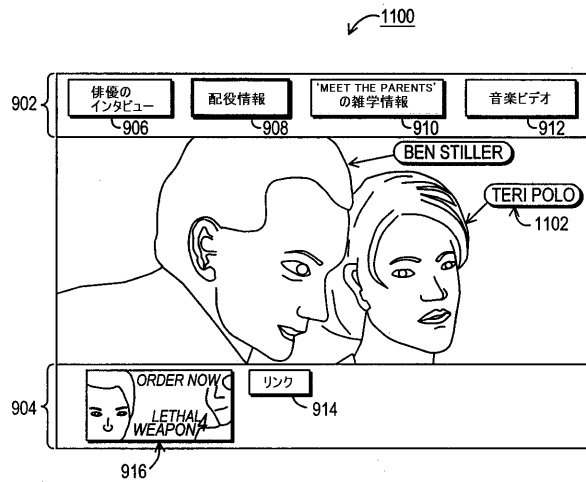 1100
902
俳優の
インタビュー
配役情報
'MEET THE PARENTS'
の雑学情報
音楽ビデオ
906
908
910
912
BEN STILLER
TERI POLO
1102
904
ORDER NOW
LETHAL
WEAPON 4
リンク
914
916